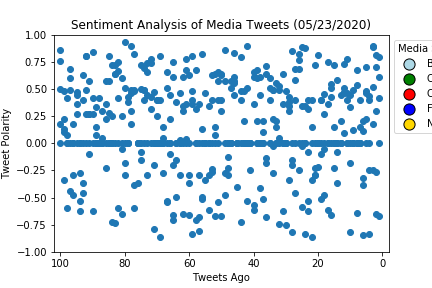 Sentiment Analysis of Media Tweets (05/23/2020)
Tweet Polarity
1.00
0.75
0.50
0.25
0.00
−0.25
−0.50
−0.75
−1.00
100
80
60
40
20
0
Tweets Ago
Media
B
C
C
F
N